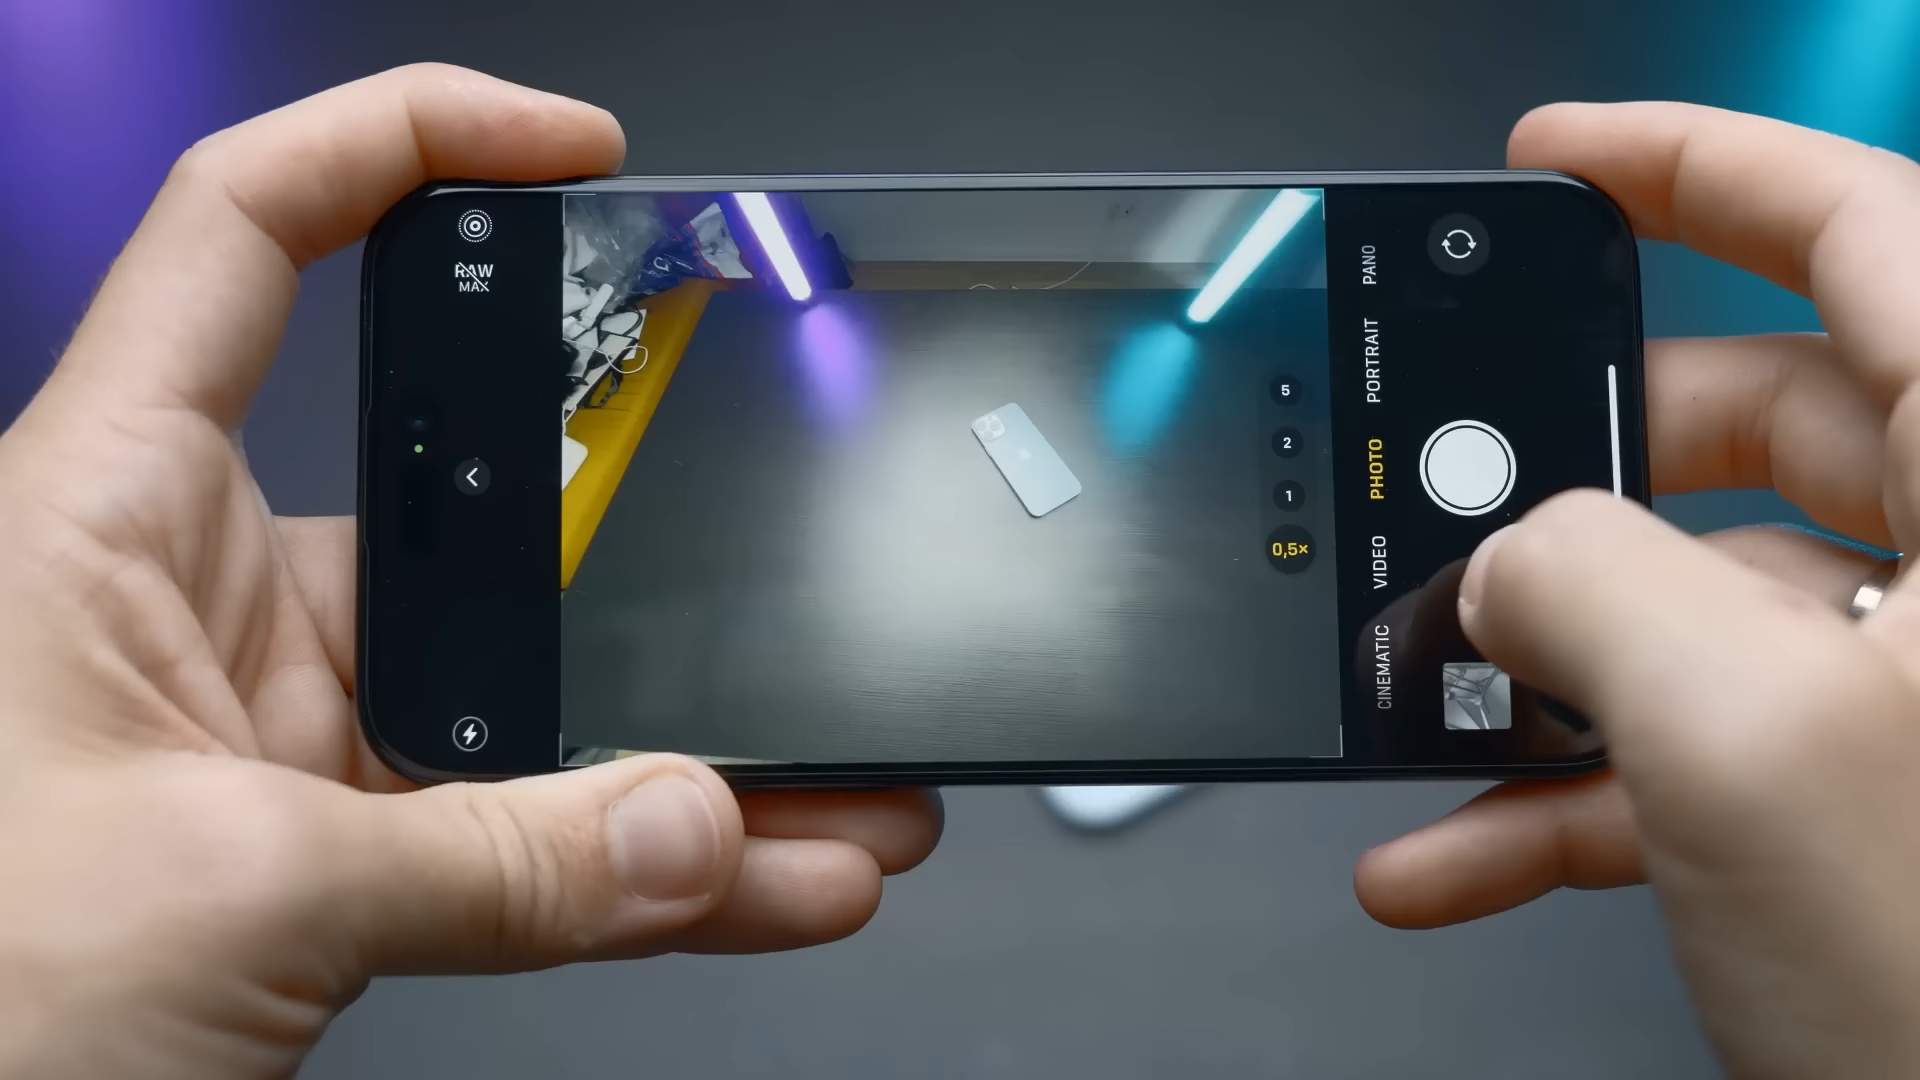 RAW
MAX
5
2
1
0,5×
PANO
PORTRAIT
PHOTO
VIDEO
CINEMATIC